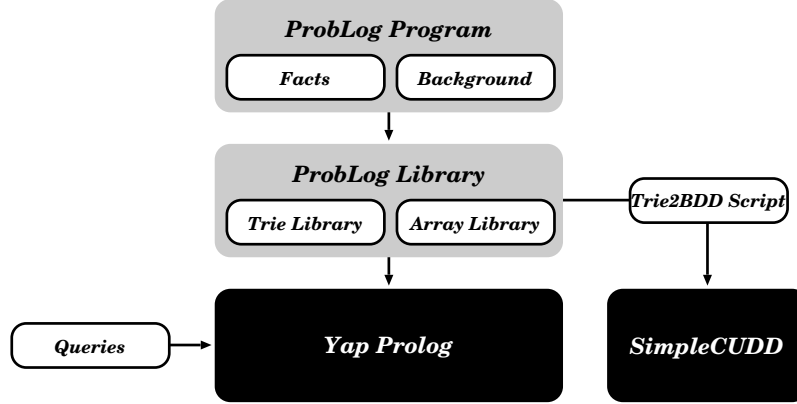 ProbLog Program
Facts
Background
ProbLog Library
Trie Library
Array Library
Trie2BDD Script
Queries
Yap Prolog
SimpleCUDD